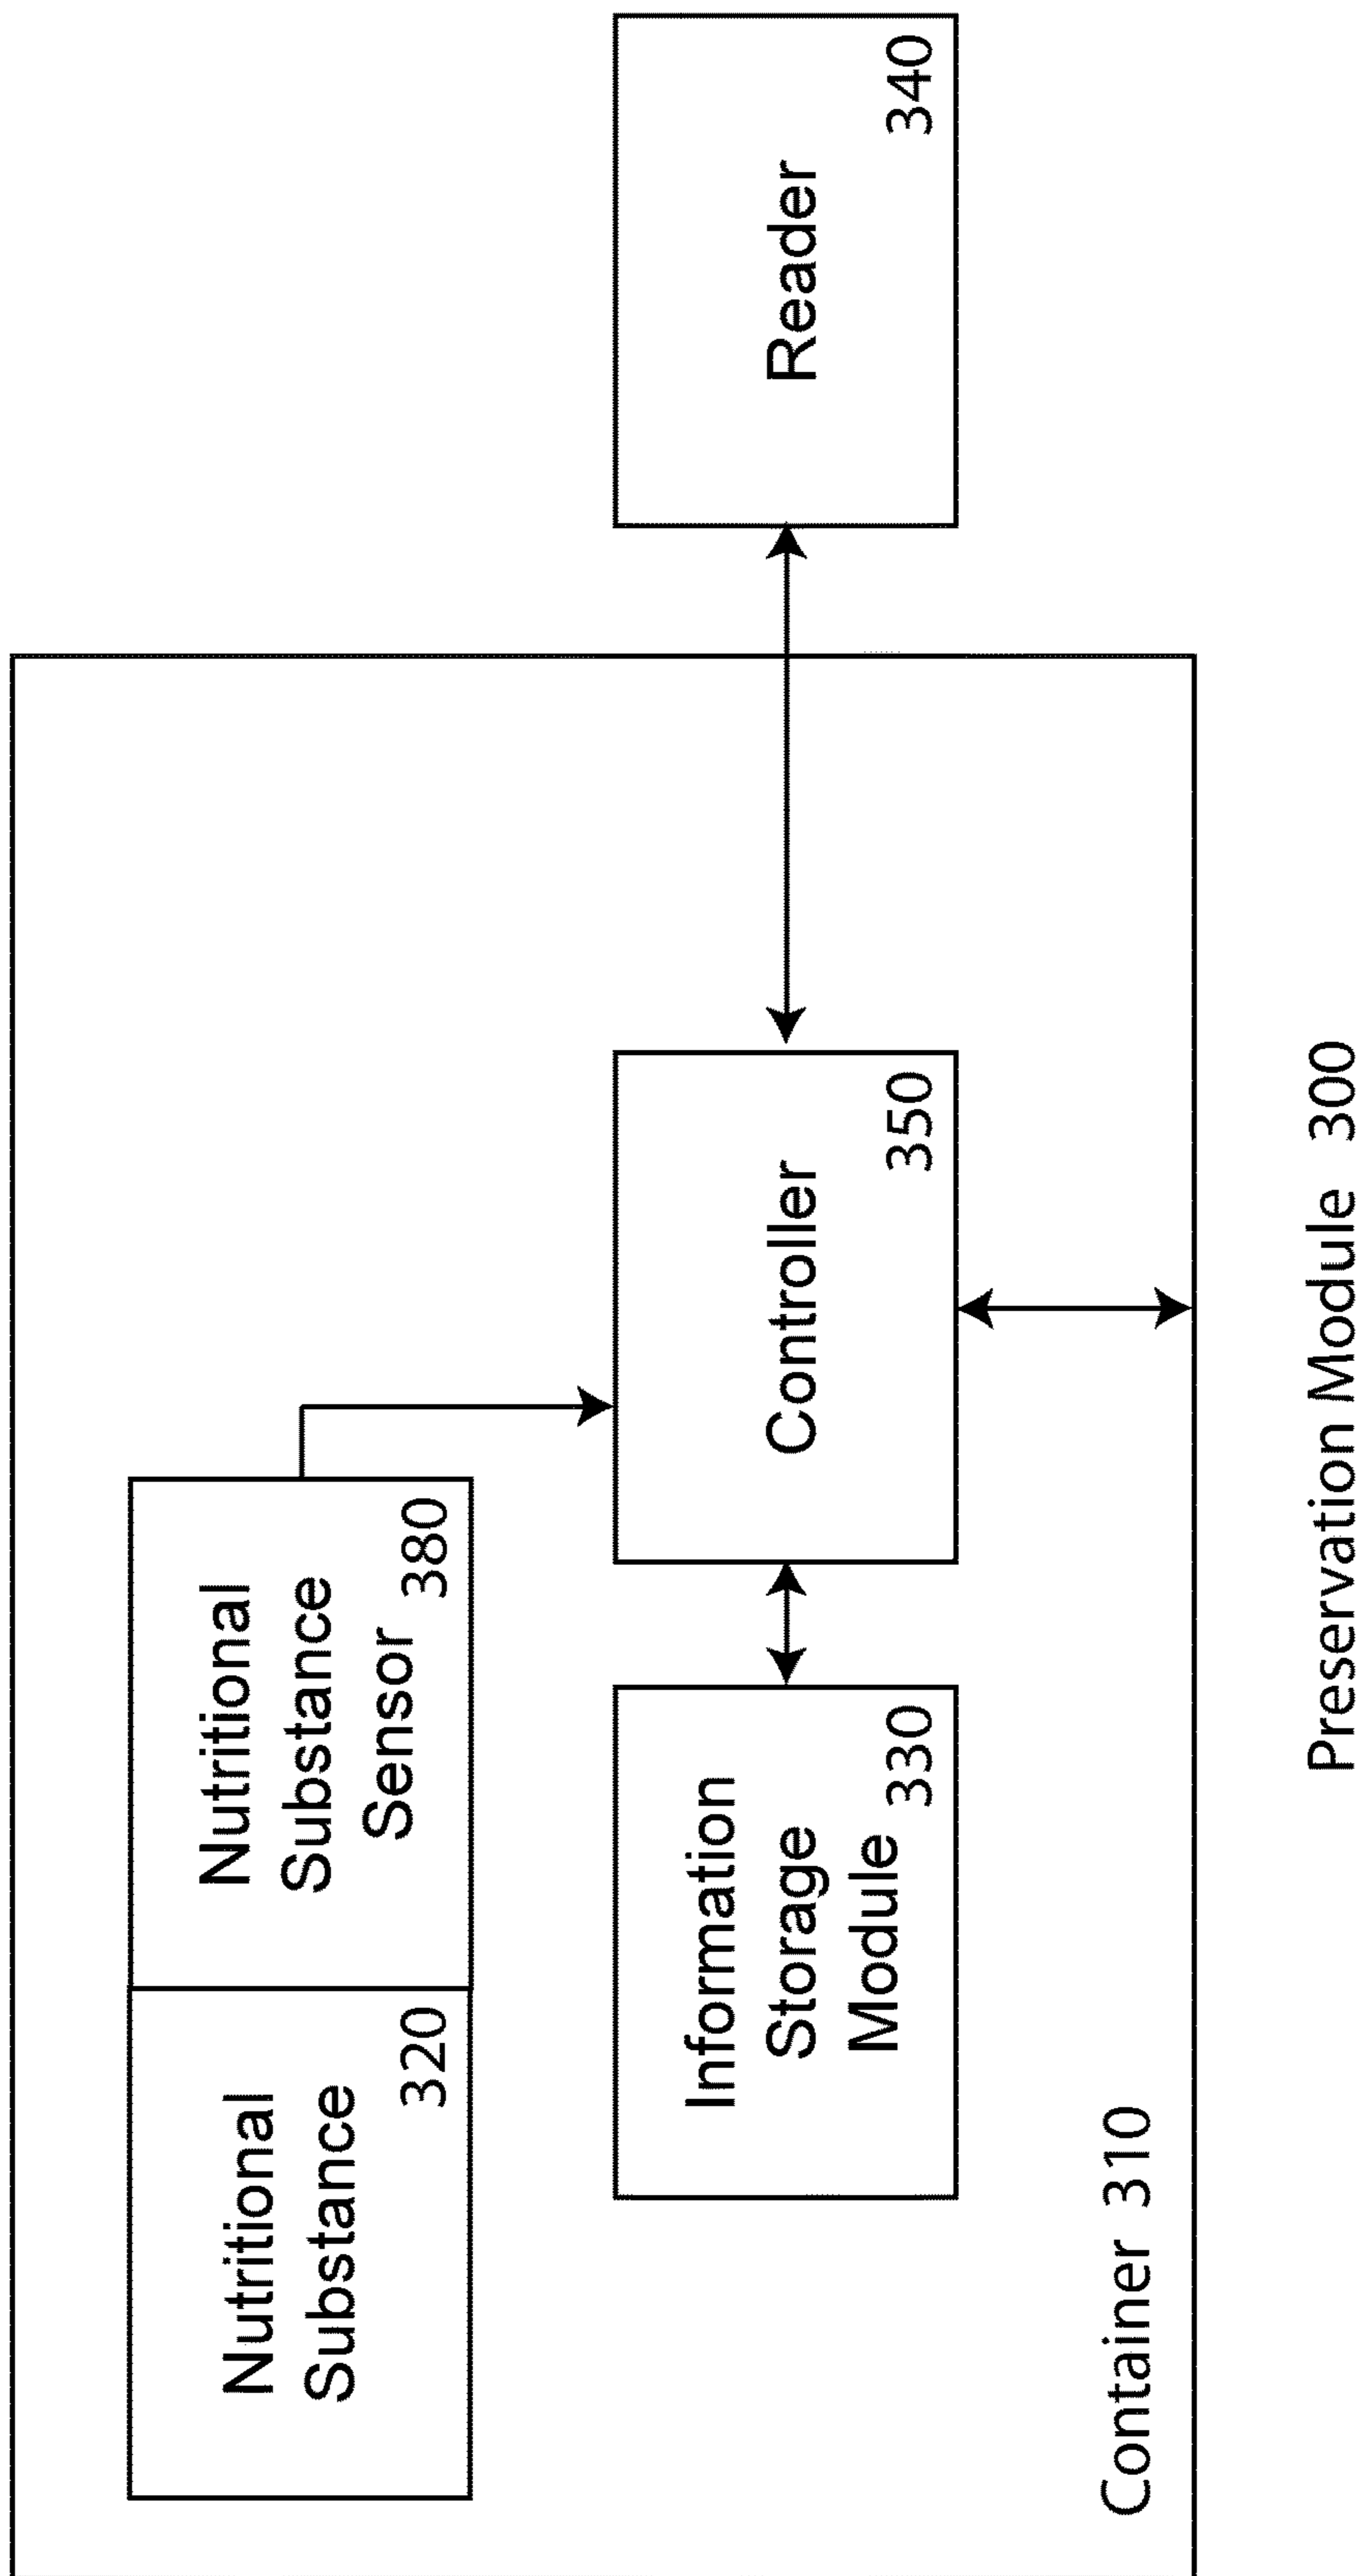 Nutritional
Substance
320
Nutritional
Substance
Sensor
380
Information
Storage
Module
330
Controller
350
Reader
340
Container 310
Preservation Module 300